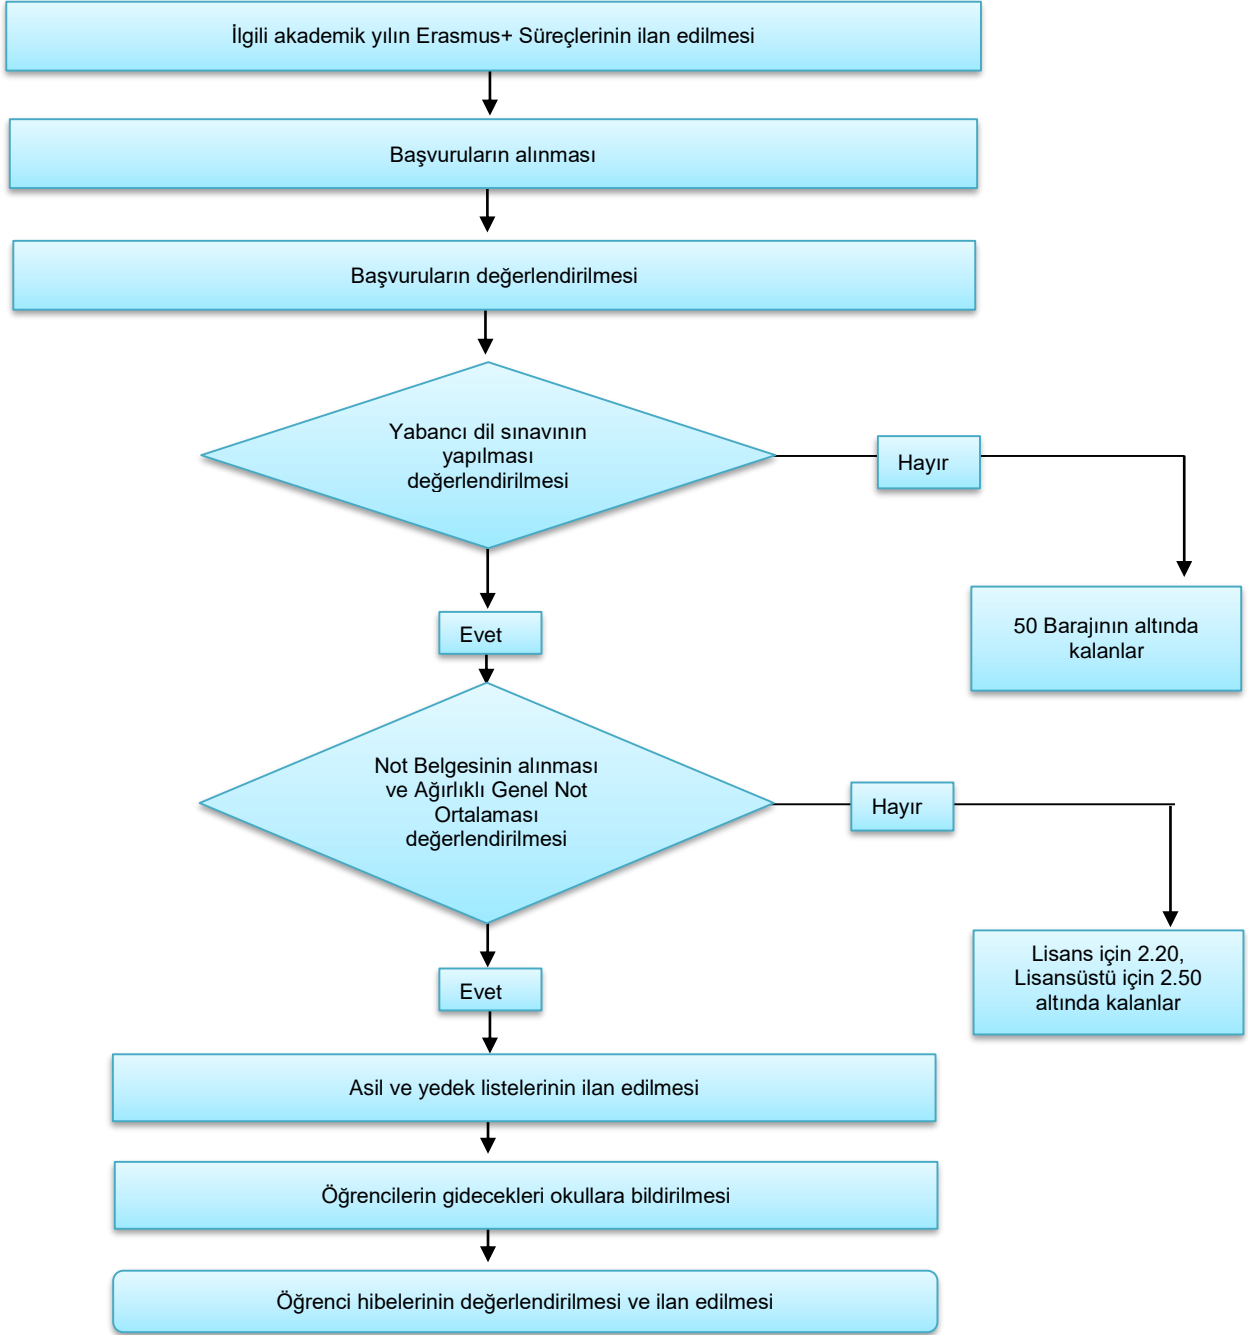 İlgili akademik yılın Erasmus+ Süreçlerinin ilan edilmesi
Başvuruların alınması
Başvuruların değerlendirilmesi
Yabancı dil sınavının
yapılması
değerlendirilmesi
Hayır
50 Barajının altında
kalanlar
Evet
Not Belgesinin alınması
ve Ağırlıklı Genel Not
Ortalaması
değerlendirilmesi
Hayır
Lisans için 2.20,
Lisansüstü için 2.50
altında kalanlar
Evet
Asil ve yedek listelerinin ilan edilmesi
Öğrencilerin gidecekleri okullara bildirilmesi
Öğrenci hibelerinin değerlendirilmesi ve ilan edilmesi